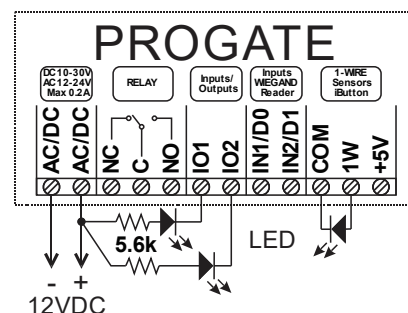 PROGATE
DC10-30V
AC12-24V
Max 0.2A
RELAY
Inputs/
Outputs
Inputs
WIEGAND
Reader
1-WIRE
Sensors
iButton
AC/DC
AC/DC
NC
C
NO
IO1
IO2
IN1/D0
IN2/D1
COM
1W
+5V
5.6k
LED
- +
12VDC